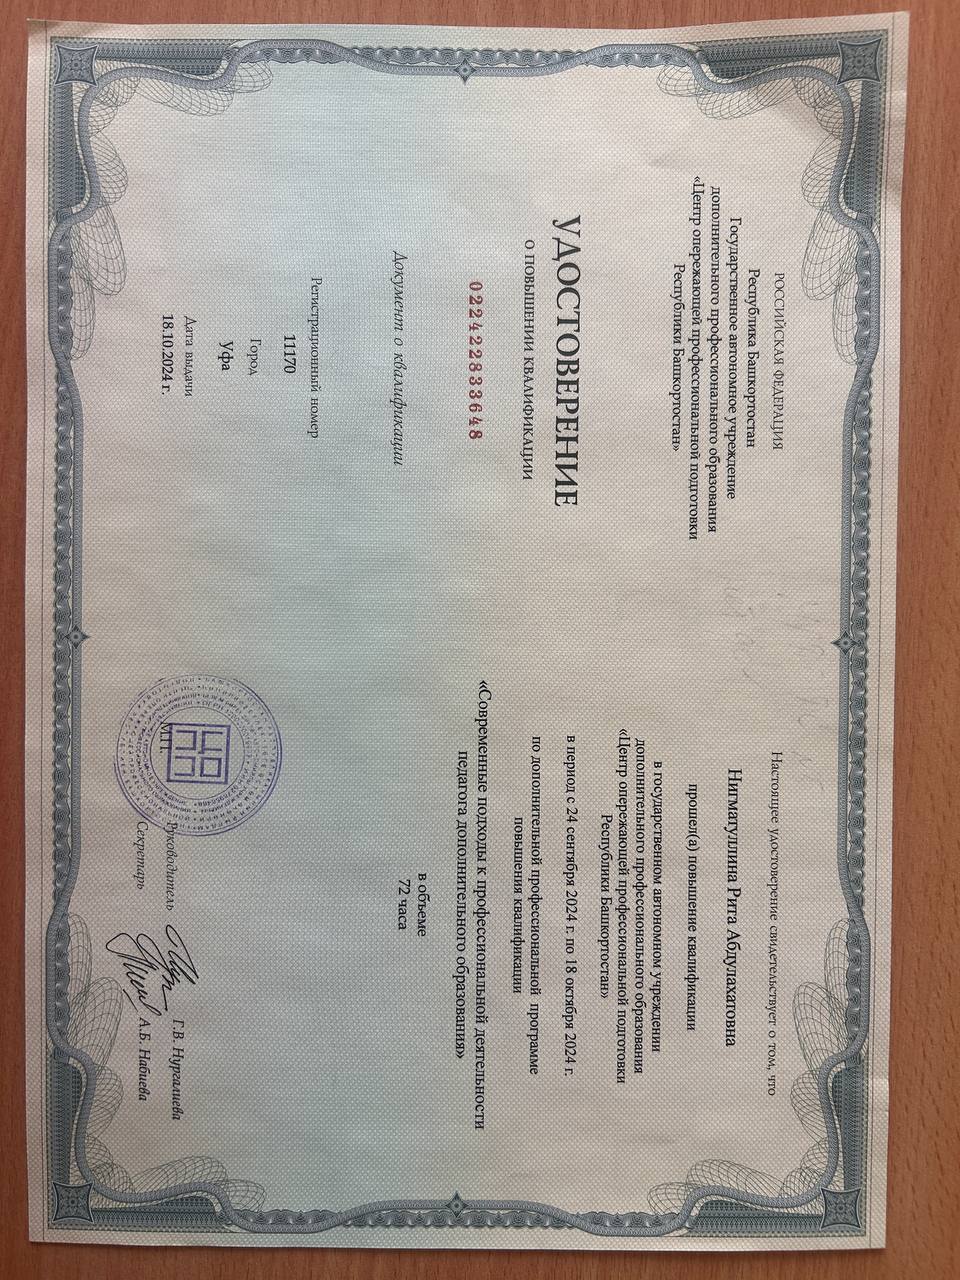 РОССИЙСКАЯ ФЕДЕРАЦИЯ
Республика Башкортостан
Государственное автономное учреждение
дополнительного профессионального образования
«Центр опережающей профессиональной подготовки
Республики Башкортостан»
УДОСТОВЕРЕНИЕ
О ПОВЫШЕНИИ КВАЛИФИКАЦИИ
022422833648
Документ о квалификации
Регистрационный номер
11170
Город
Уфа
Дата выдачи
18.10.2024 г.
Настоящее удостоверение свидетельствует о том, что
Нигматуллина Рита Абдулахатовна
прошел(а) повышение квалификации
в государственном автономном учреждении
дополнительного профессионального образования
«Центр опережающей профессиональной подготовки
Республики Башкортостан»
в период с 24 сентября 2024 г. по 18 октября 2024 г.
по дополнительной профессиональной программе
повышения квалификации
«Современные подходы к профессиональной деятельности
педагога дополнительного образования»
в объеме
72 часа
М.П.
Руководитель Г.В. Нургалиева
Секретарь А.Б. Набиева
ЦО
ПП